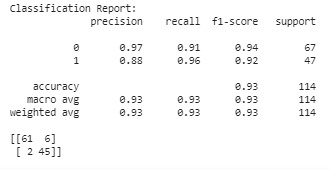 Classification Report:
precision recall f1-score support
0 0.97 0.91 0.94 67
1 0.88 0.96 0.92 47
accuracy 0.93 114
macro avg 0.93 0.93 0.93 114
weighted avg 0.93 0.93 0.93 114
[[61 6]
[ 2 45]]